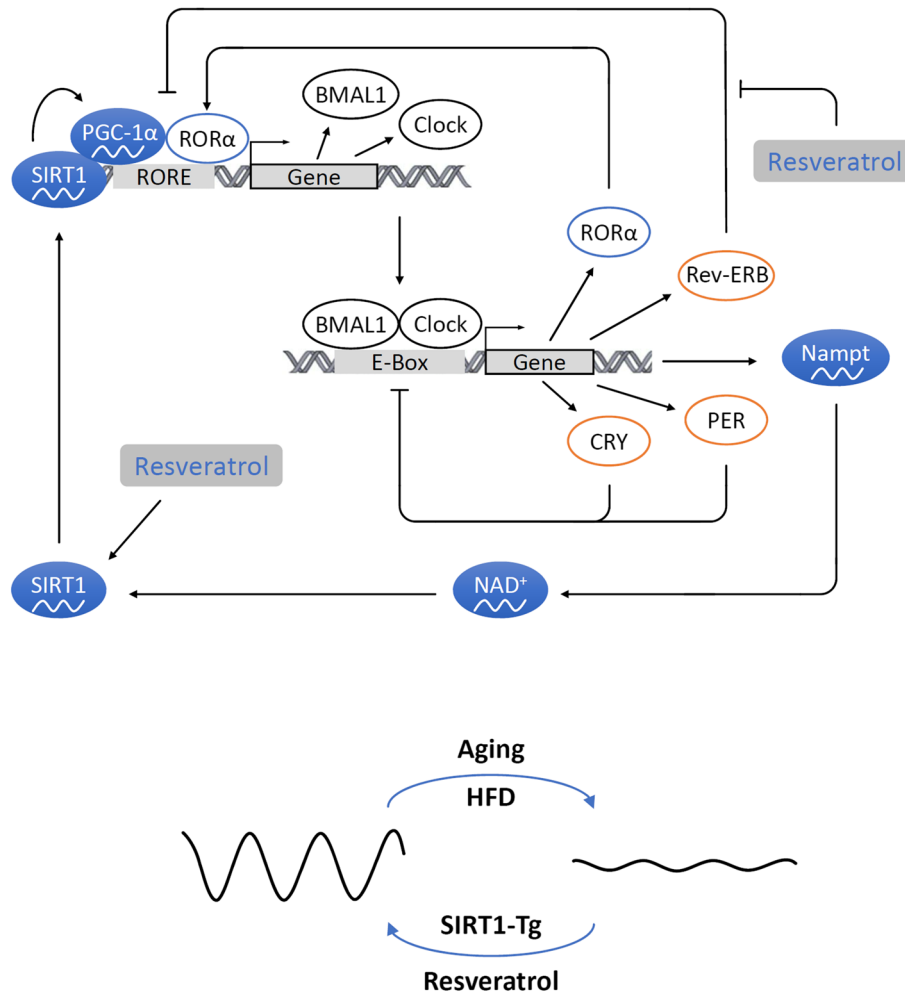 BMAL1
Clock
PGC-1α
RORα
SIRT1
RORE
Gene
Resveratrol
RORα
Rev-ERB
BMAL1
Clock
E-Box
Gene
Nampt
CRY
PER
Resveratrol
SIRT1
NAD⁺
Aging
HFD
SIRT1-Tg
Resveratrol